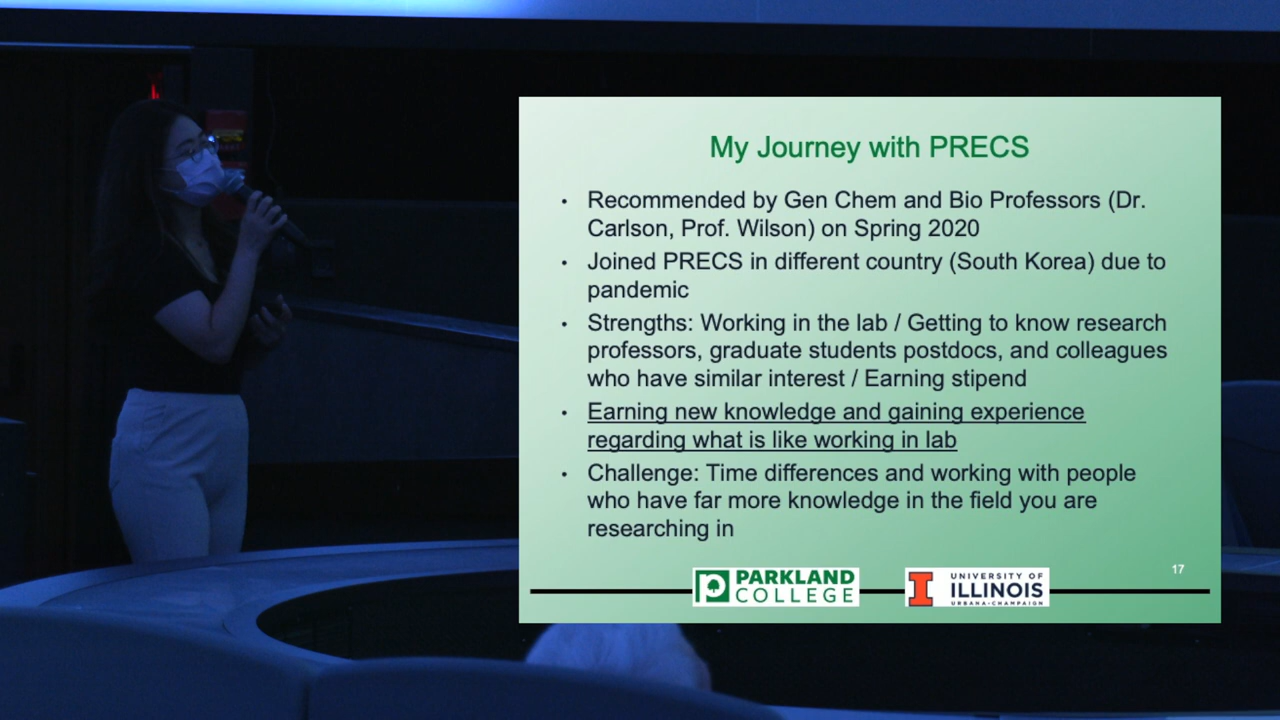 My Journey with PRECS
• Recommended by Gen Chem and Bio Professors (Dr.
Carlson, Prof. Wilson) on Spring 2020
• Joined PRECS in different country (South Korea) due to
pandemic
• Strengths: Working in the lab / Getting to know research
professors, graduate students postdocs, and colleagues
who have similar interest / Earning stipend
• Earning new knowledge and gaining experience
regarding what is like working in lab
• Challenge: Time differences and working with people
who have far more knowledge in the field you are
researching in
17
PARKLAND
COLLEGE
UNIVERSITY OF
ILLINOIS
URBANA-CHAMPAIGN